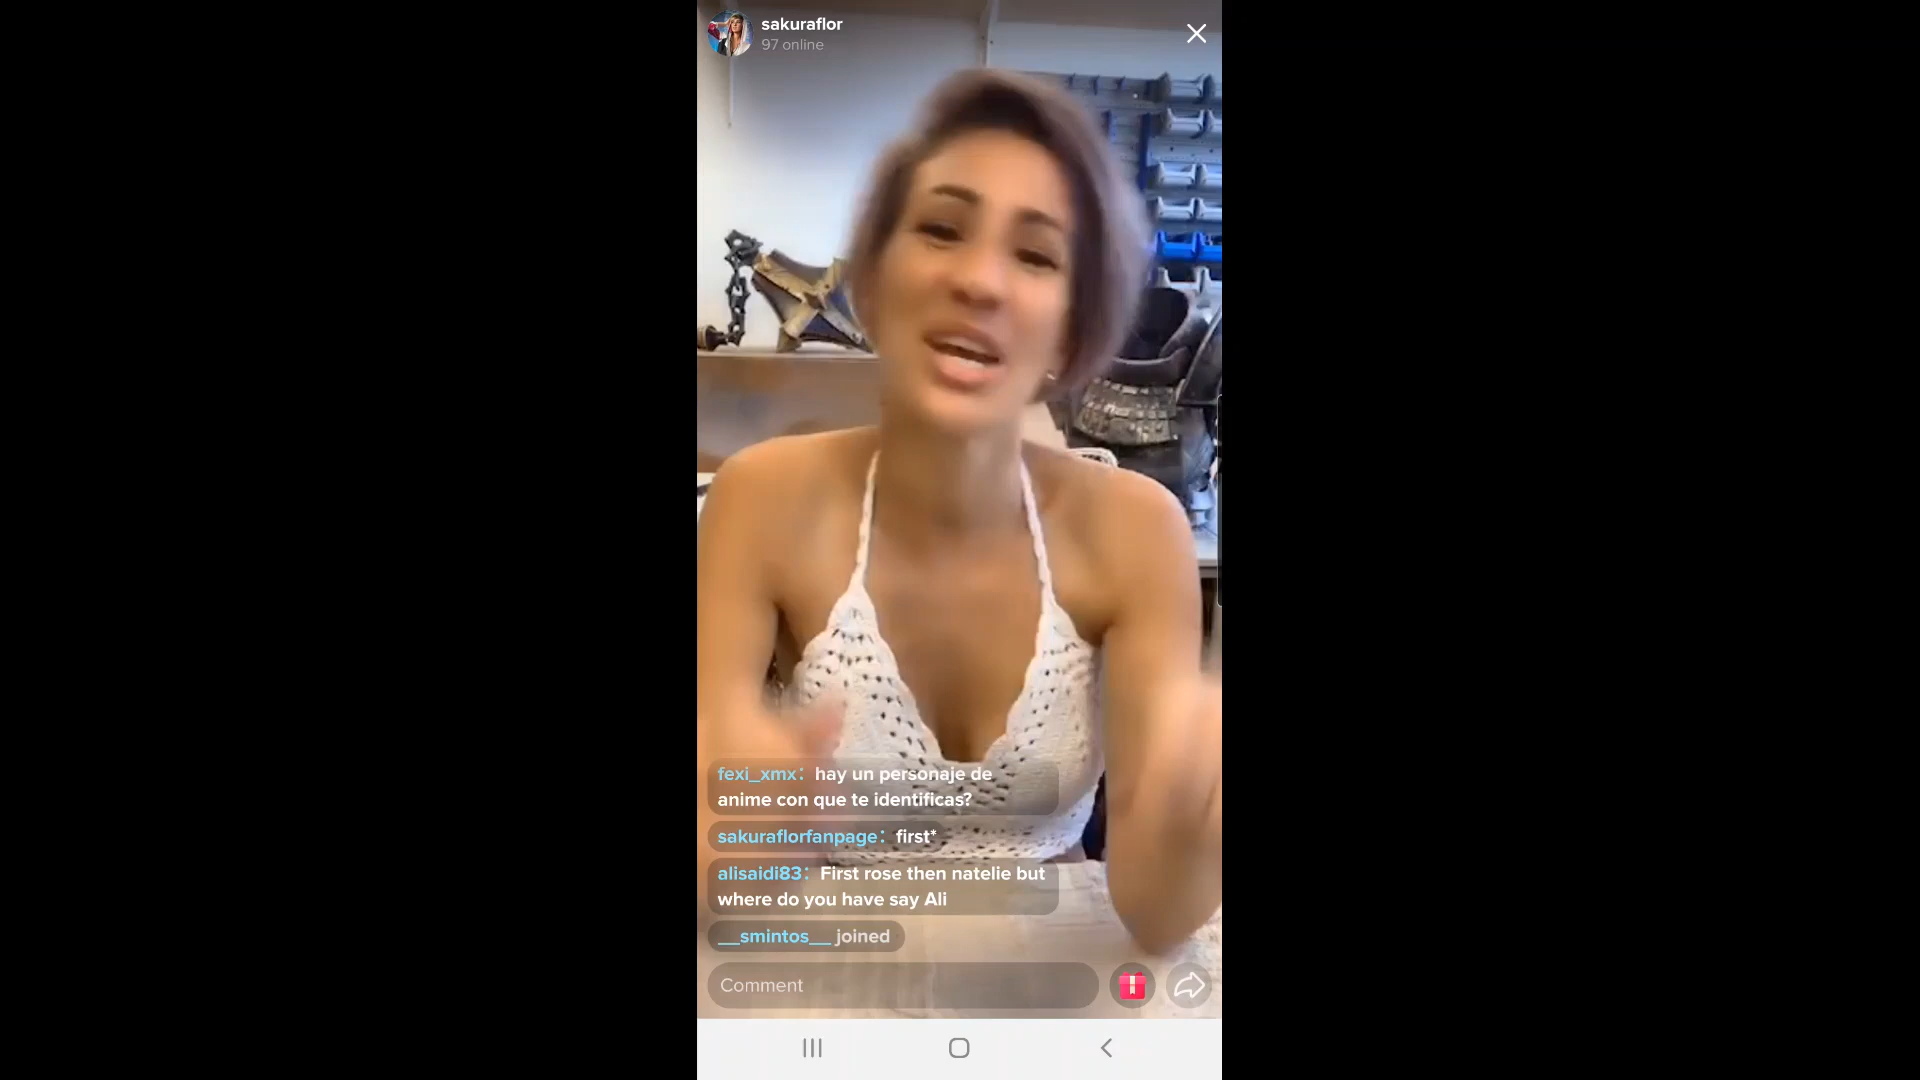 sakuraflor
97 online
fexi_xmx: hay un personaje de
anime con que te identificas?
sakuraflorfanpage: first*
alisaidi83: First rose then natelie but
where do you have say Ali
__smintos__ joined
Comment